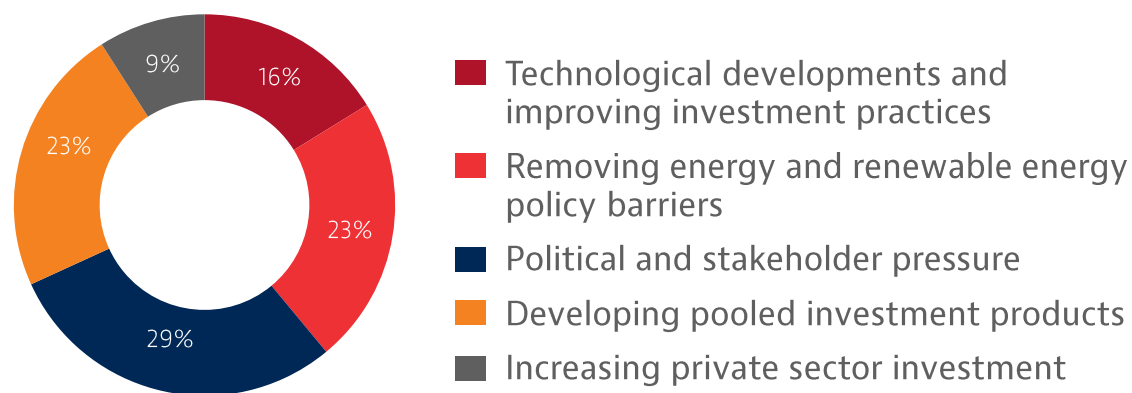 9%
16%
23%
23%
29%
Technological developments and
improving investment practices
Removing energy and renewable energy
policy barriers
Political and stakeholder pressure
Developing pooled investment products
Increasing private sector investment